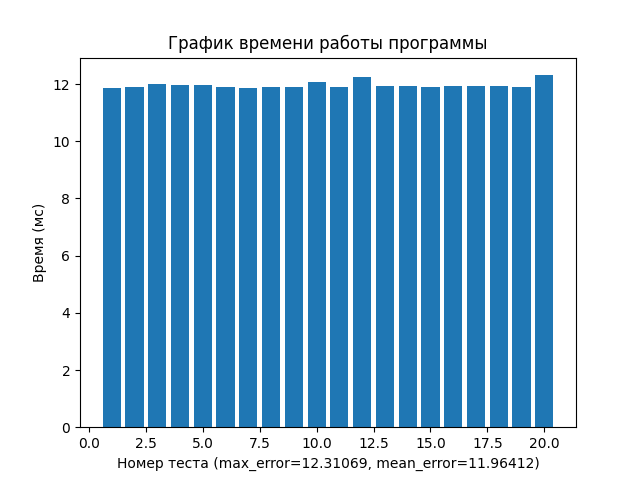 График времени работы программы
Время (мс)
12
10
8
6
4
2
0
0.0 2.5 5.0 7.5 10.0 12.5 15.0 17.5 20.0
Номер теста (max_error=12.31069, mean_error=11.96412)